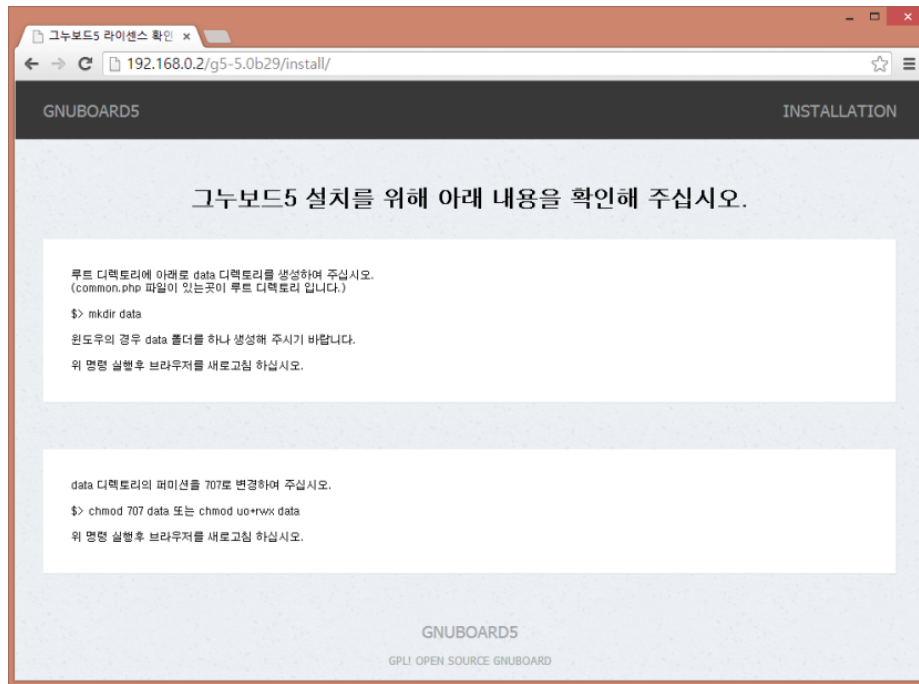 그누보드5 라이센스 확인
192.168.0.2/g5-5.0b29/install/
GNUBOARD5
INSTALLATION
그누보드5 설치를 위해 아래 내용을 확인해 주십시오.
루트 디렉토리에 아래로 data 디렉토리를 생성하여 주십시오.
(common.php 파일이 있는곳이 루트 디렉토리 입니다.)
$> mkdir data
윈도우의 경우 data 폴더를 하나 생성해 주시기 바랍니다.
위 명령 실행후 브라우저를 새로고침 하십시오.
data 디렉토리의 퍼미션을 707로 변경하여 주십시오.
$> chmod 707 data 또는 chmod uo+rwx data
위 명령 실행후 브라우저를 새로고침 하십시오.
GNUBOARD5
GPL! OPEN SOURCE GNUBOARD